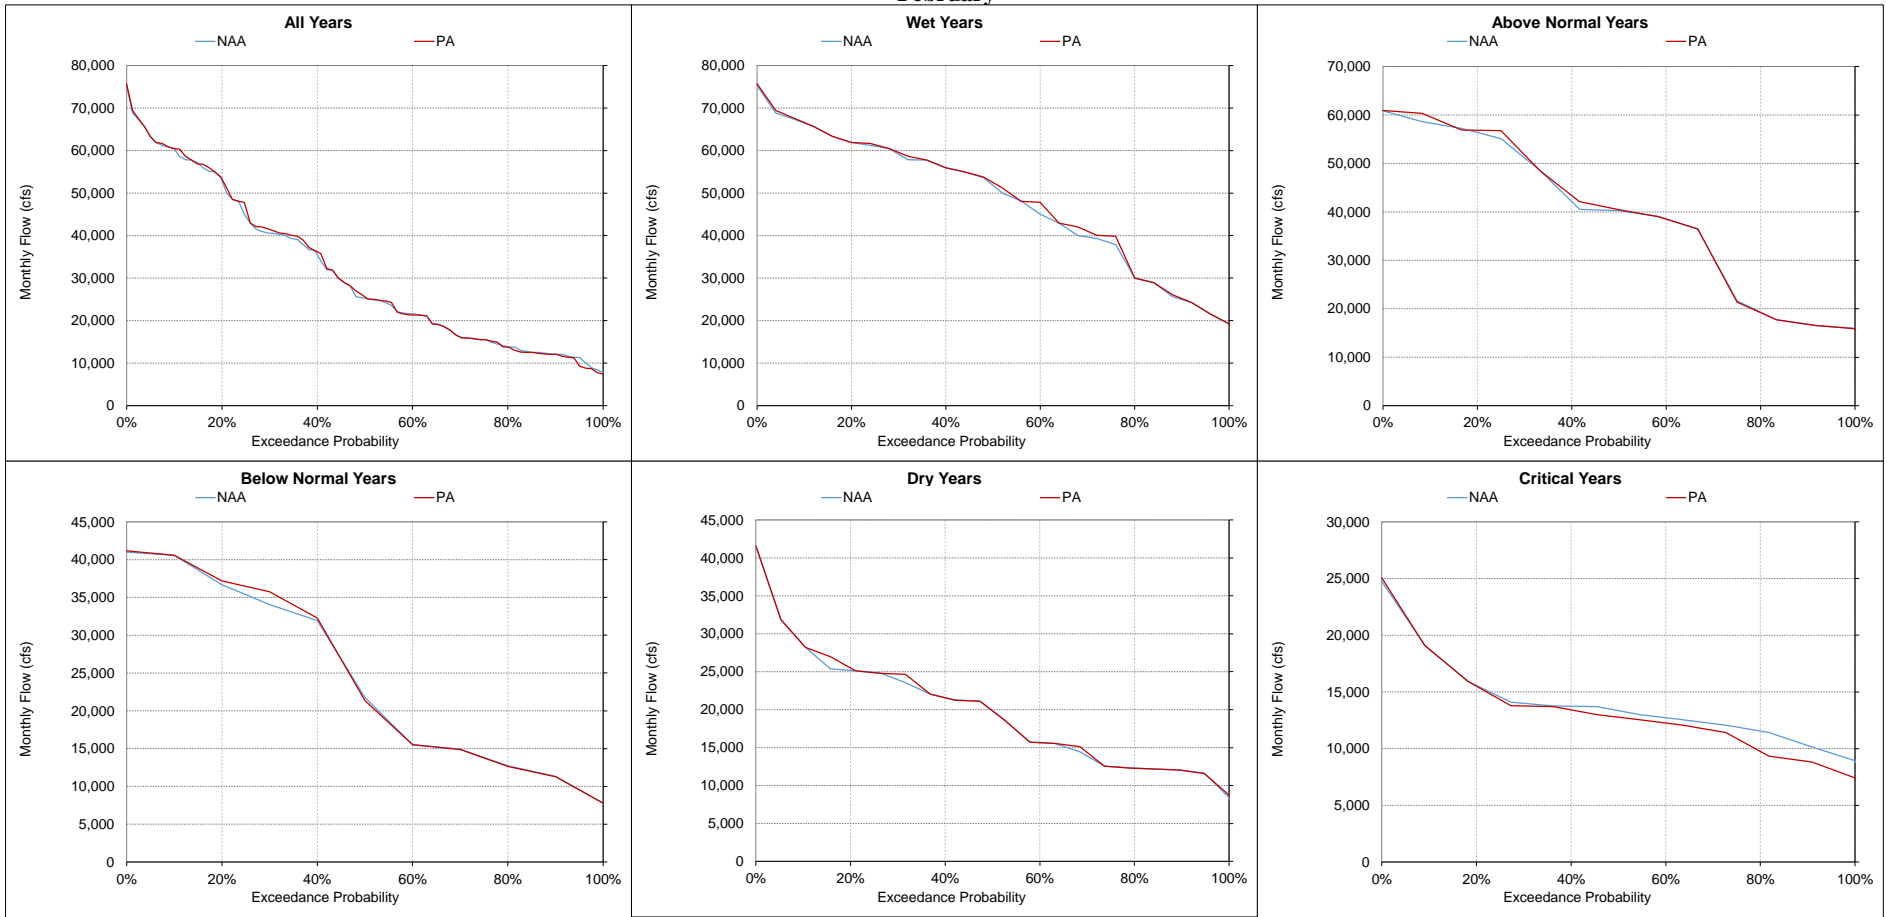 February
All Years
NAA PA
Monthly Flow (cfs)
80,000
70,000
60,000
50,000
40,000
30,000
20,000
10,000
0
0% 20% 40% 60% 80% 100%
Exceedance Probability
Wet Years
NAA PA
Monthly Flow (cfs)
80,000
70,000
60,000
50,000
40,000
30,000
20,000
10,000
0
0% 20% 40% 60% 80% 100%
Exceedance Probability
Above Normal Years
NAA PA
Monthly Flow (cfs)
70,000
60,000
50,000
40,000
30,000
20,000
10,000
0
0% 20% 40% 60% 80% 100%
Exceedance Probability
Below Normal Years
NAA PA
Monthly Flow (cfs)
45,000
40,000
35,000
30,000
25,000
20,000
15,000
10,000
5,000
0
0% 20% 40% 60% 80% 100%
Exceedance Probability
Dry Years
NAA PA
Monthly Flow (cfs)
45,000
40,000
35,000
30,000
25,000
20,000
15,000
10,000
5,000
0
0% 20% 40% 60% 80% 100%
Exceedance Probability
Critical Years
NAA PA
Monthly Flow (cfs)
30,000
25,000
20,000
15,000
10,000
5,000
0
0% 20% 40% 60% 80% 100%
Exceedance Probability